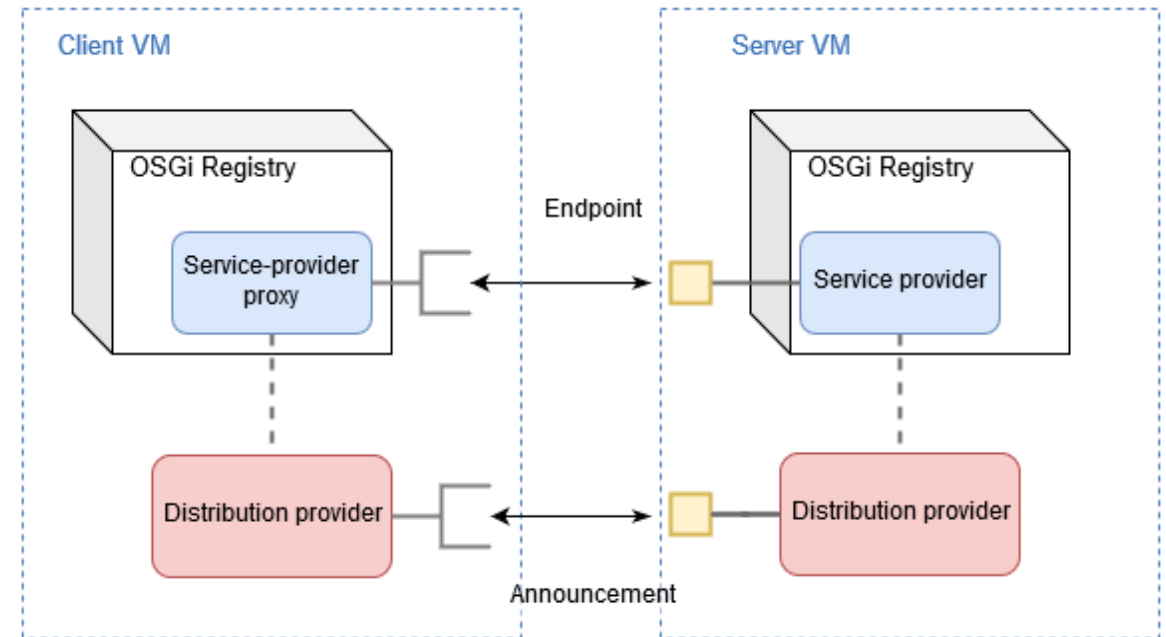 Client VM
Server VM
OSGi Registry
OSGi Registry
Endpoint
Service-provider
proxy
Service provider
Distribution provider
Distribution provider
Announcement